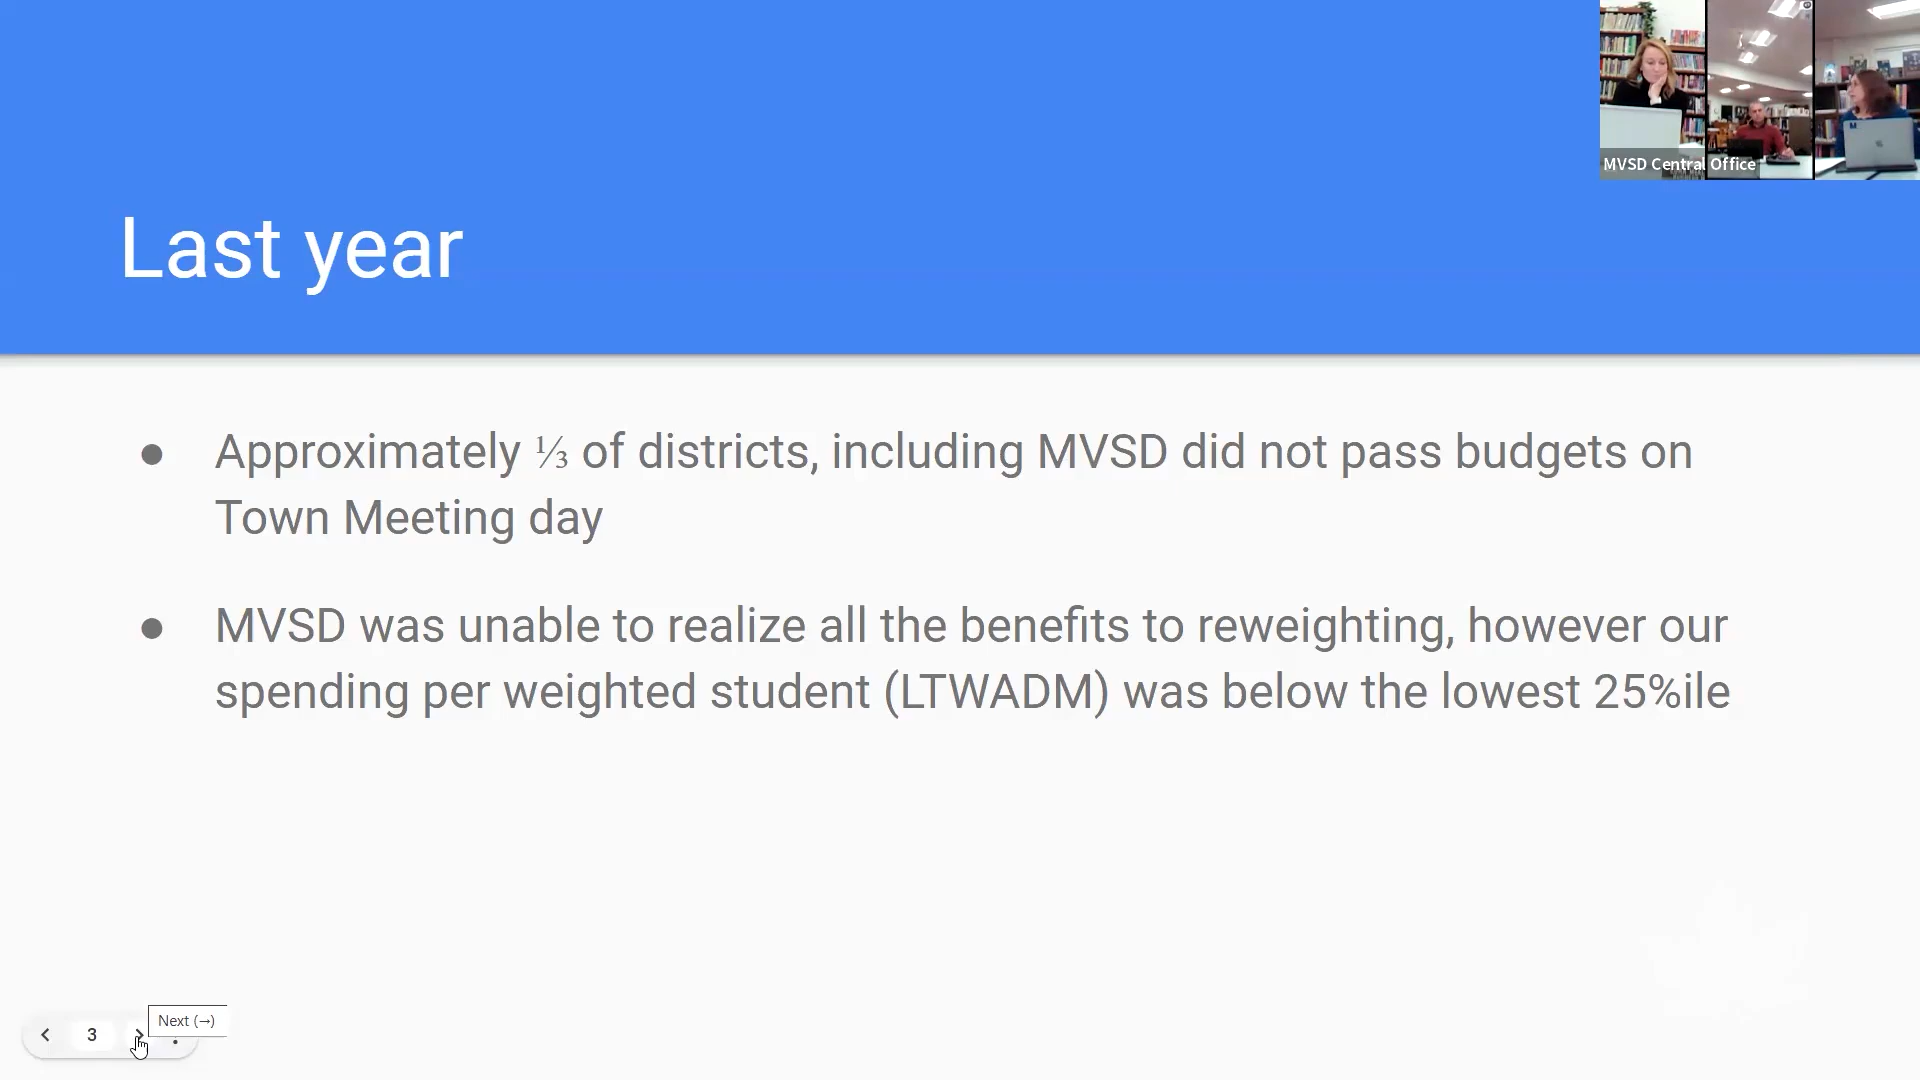 MVSD Central Office
Last year
● Approximately ⅓ of districts, including MVSD did not pass budgets on
Town Meeting day
● MVSD was unable to realize all the benefits to reweighting, however our
spending per weighted student (LTWADM) was below the lowest 25%ile
Next (→)
3